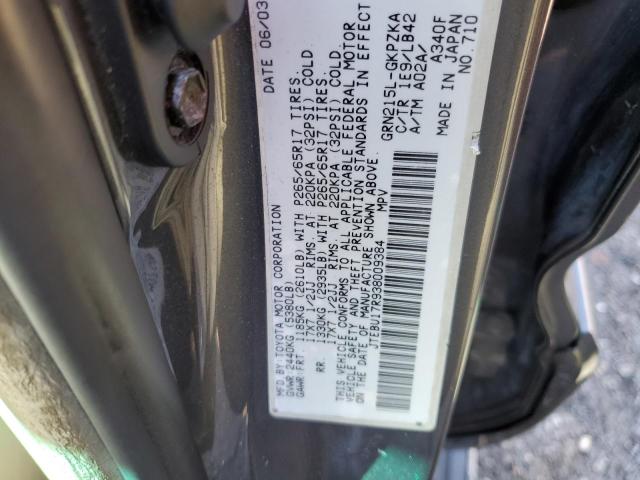 MFD.BY:TOYOTA MOTOR CORPORATION DATE 06/03
GVWR 2440KG (5380LB)
GAWR FRT. 1185KG (2610LB) WITH P265/65R17 TIRES.
17X7 1/2JJ RIMS. AT 220KPA (32PSI) COLD.
RR. 1330KG (2935LB) WITH P265/65R17 TIRES.
17X7 1/2JJ RIMS. AT 220KPA (32PSI) COLD.
THIS VEHICLE CONFORMS TO ALL APPLICABLE FEDERAL MOTOR
VEHICLE SAFETY AND THEFT PREVENTION STANDARDS IN EFFECT
ON THE DATE OF MANUFACTURE SHOWN ABOVE.
JTEBU17R938009384 MPV
GRN215L-GKPZKA
C/TR 1E9/LB42
A/TM A02A/ A340F
MADE IN JAPAN
NO.710